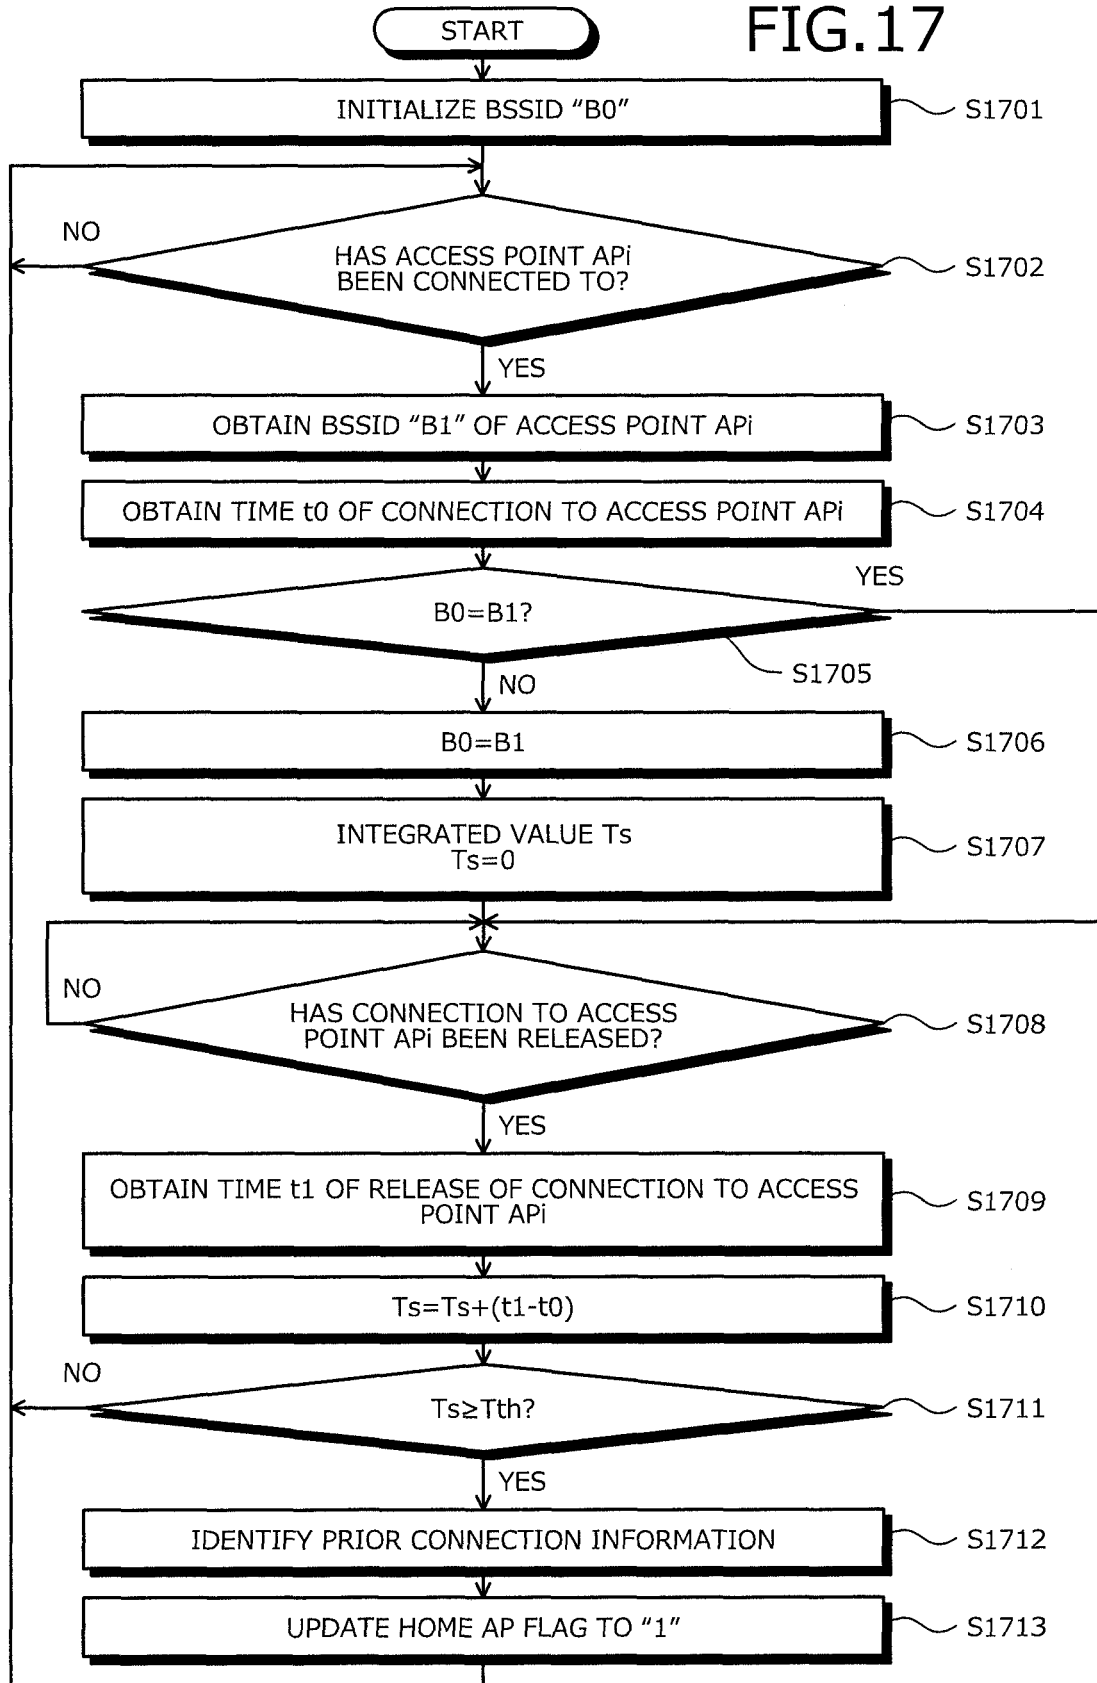 FIG.17
START
INITIALIZE BSSID “B0”
S1701
NO
HAS ACCESS POINT APi
BEEN CONNECTED TO?
S1702
YES
OBTAIN BSSID “B1” OF ACCESS POINT APi
S1703
OBTAIN TIME t0 OF CONNECTION TO ACCESS POINT APi
S1704
YES
B0=B1?
S1705
NO
B0=B1
S1706
INTEGRATED VALUE Ts
Ts=0
S1707
NO
HAS CONNECTION TO ACCESS
POINT APi BEEN RELEASED?
S1708
YES
OBTAIN TIME t1 OF RELEASE OF CONNECTION TO ACCESS
POINT APi
S1709
Ts=Ts+(t1-t0)
S1710
NO
Ts≥Tth?
S1711
YES
IDENTIFY PRIOR CONNECTION INFORMATION
S1712
UPDATE HOME AP FLAG TO “1”
S1713